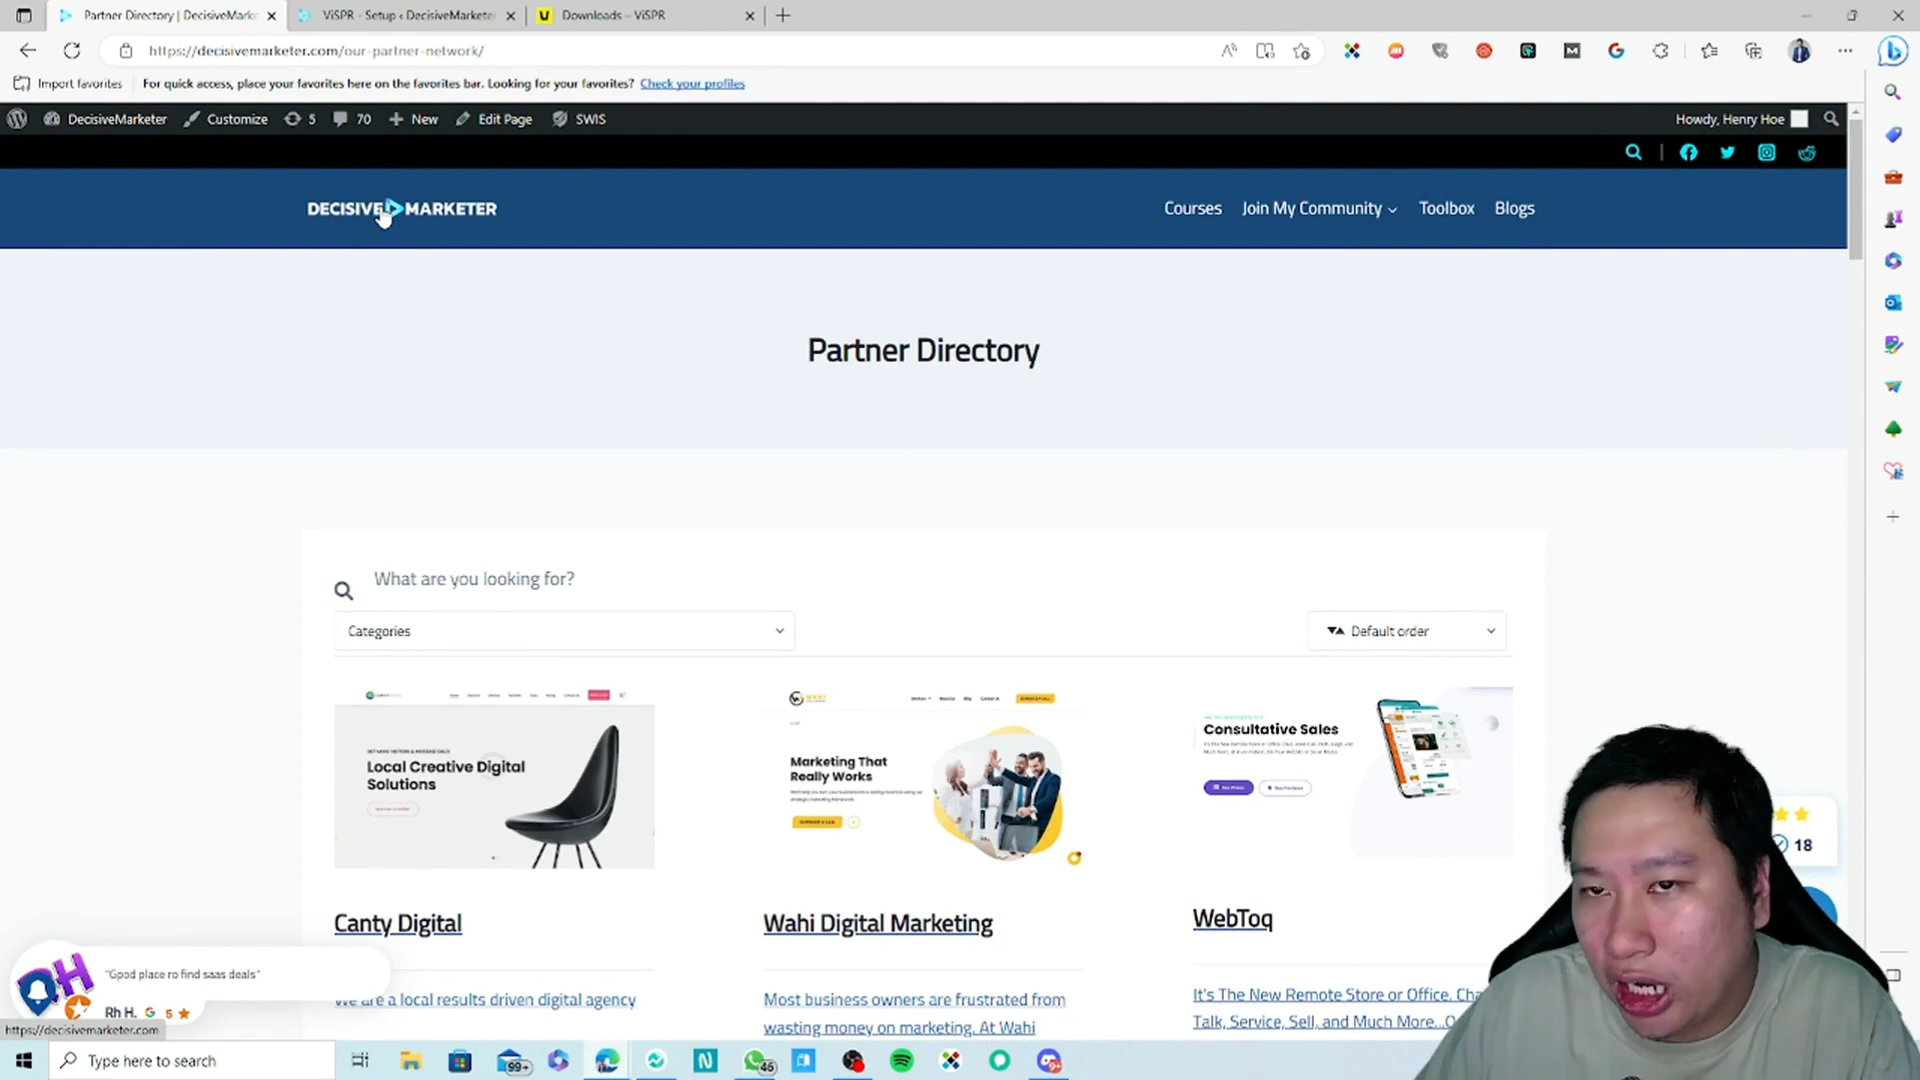 Partner Directory | DecisiveMarke
ViSPR - Setup ‹ DecisiveMarketer
Downloads – ViSPR
https://decisivemarketer.com/our-partner-network/
Import favorites
For quick access, place your favorites here on the favorites bar. Looking for your favorites? Check your profiles
DecisiveMarketer
Customize
5
70
New
Edit Page
SWIS
Howdy, Henry Hoe
DECISIVE MARKETER
Courses
Join My Community
Toolbox
Blogs
Partner Directory
What are you looking for?
Categories
Default order
Local Creative Digital
Solutions
Marketing That
Really Works
Consultative Sales
18
Canty Digital
Wahi Digital Marketing
WebToq
"Gpod place ro find saas deals"
Rh H. G 5
We are a local results driven digital agency
Most business owners are frustrated from
wasting money on marketing. At Wahi
It's The New Remote Store or Office. Cha
Talk, Service, Sell, and Much More...O
https://decisivemarketer.com
Type here to search
99+
46